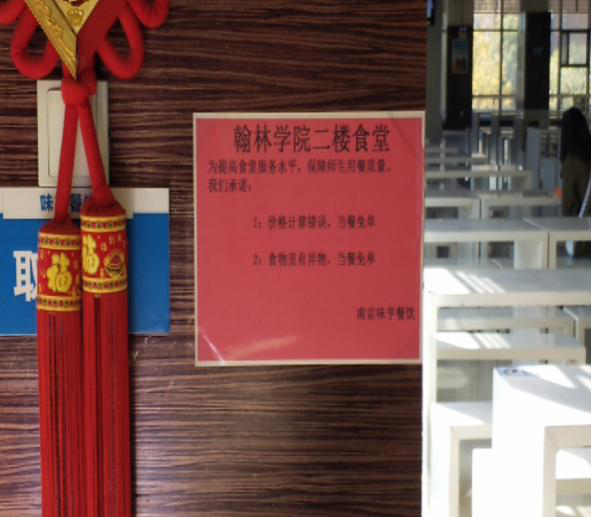 翰林学院二楼食堂
为提高食堂服务水平，保障师生用餐质量，
我们承诺：
1：价格计算错误，当餐免单
2：食物里有异物，当餐免单
南京味亨餐饮
味
取
福
福